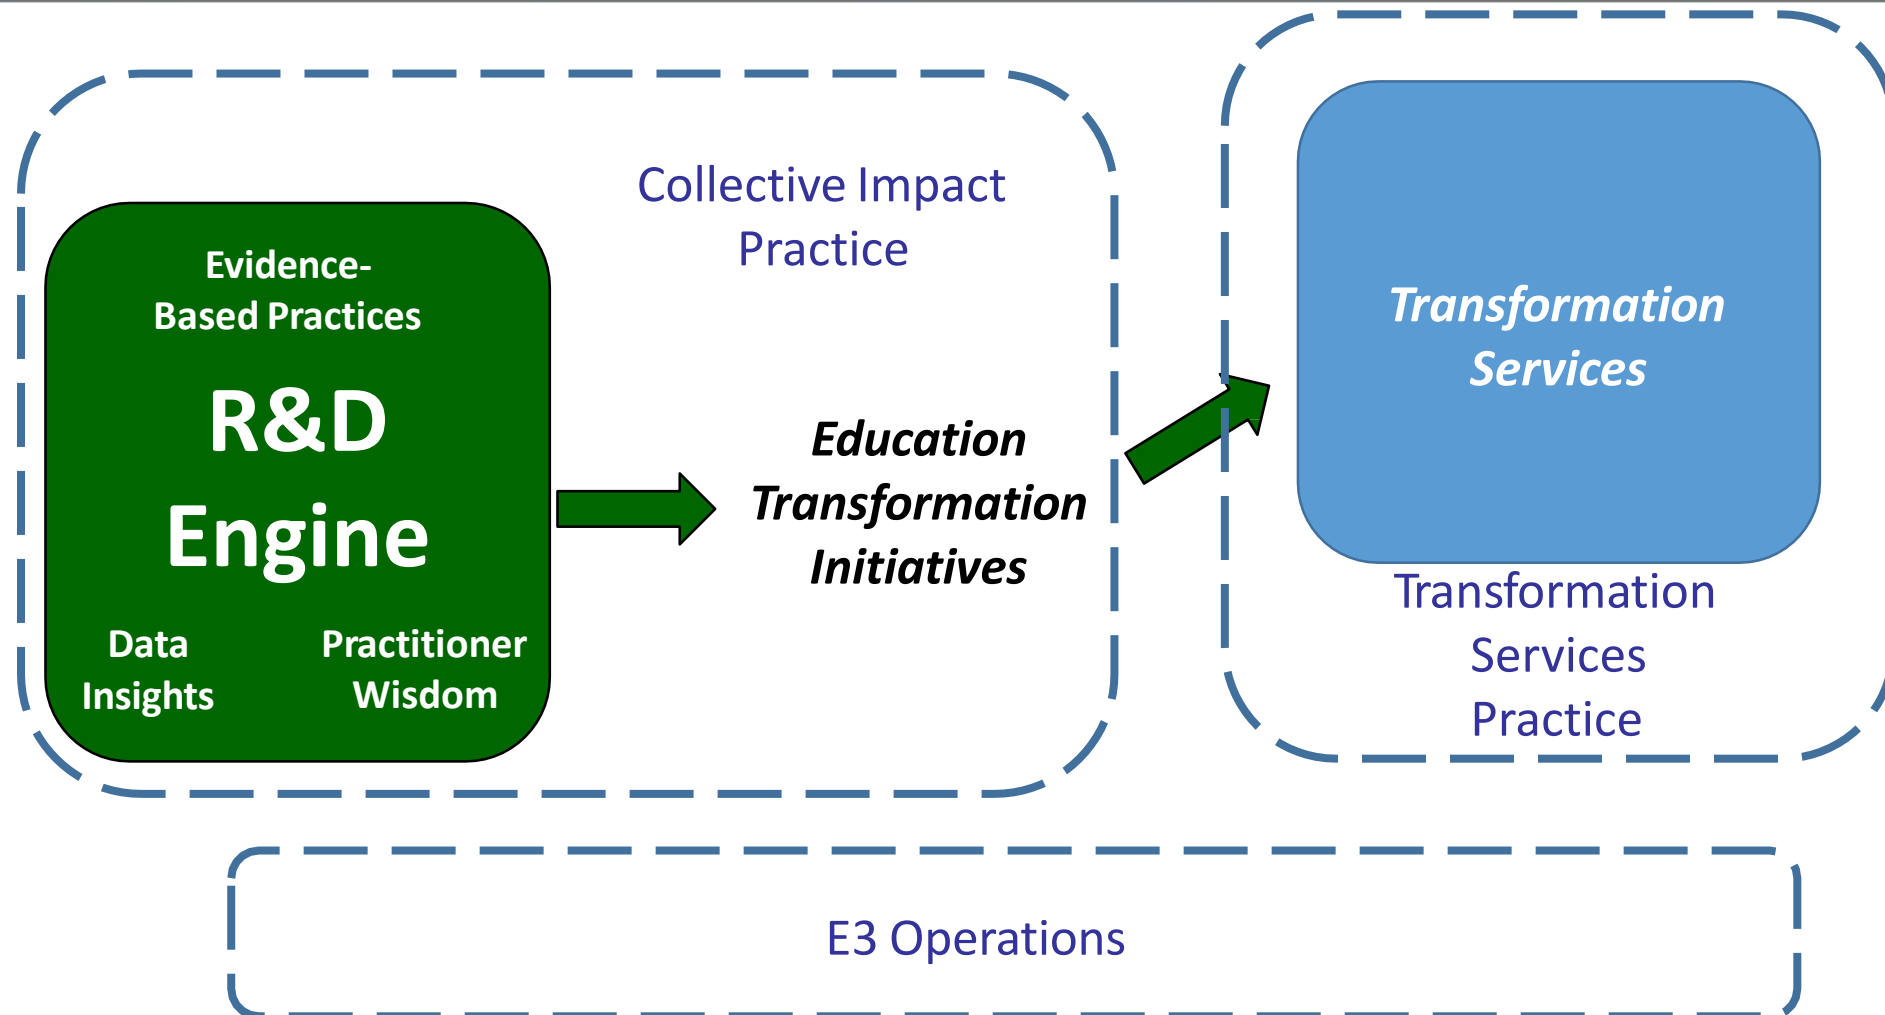 Collective Impact
Practice
Evidence-
Based Practices
R&D
Engine
Data
Insights
Practitioner
Wisdom
Education
Transformation
Initiatives
Transformation
Services
Transformation
Services
Practice
E3 Operations